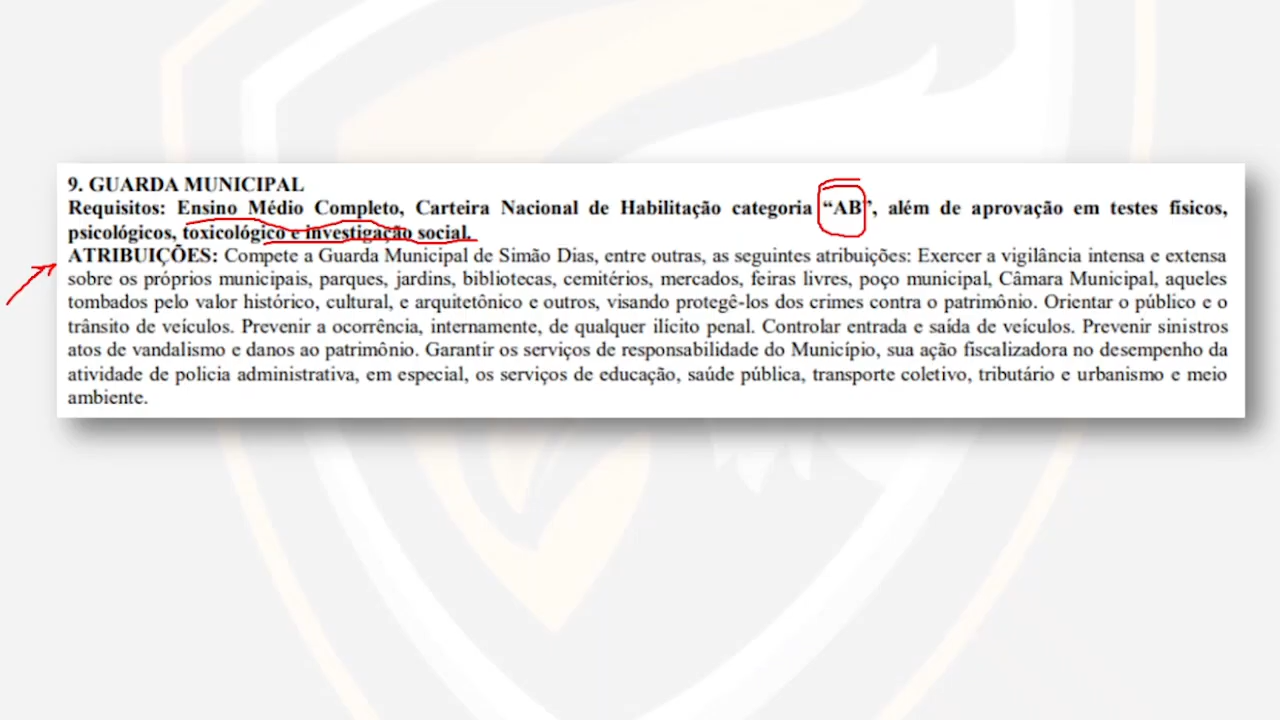 9. GUARDA MUNICIPAL
Requisitos: Ensino Médio Completo, Carteira Nacional de Habilitação categoria “AB”, além de aprovação em testes físicos,
psicológicos, toxicológico e investigação social.
ATRIBUIÇÕES: Compete a Guarda Municipal de Simão Dias, entre outras, as seguintes atribuições: Exercer a vigilância intensa e extensa
sobre os próprios municipais, parques, jardins, bibliotecas, cemitérios, mercados, feiras livres, poço municipal, Câmara Municipal, aqueles
tombados pelo valor histórico, cultural, e arquitetônico e outros, visando protegê-los dos crimes contra o patrimônio. Orientar o público e o
trânsito de veículos. Prevenir a ocorrência, internamente, de qualquer ilícito penal. Controlar entrada e saída de veículos. Prevenir sinistros
atos de vandalismo e danos ao patrimônio. Garantir os serviços de responsabilidade do Município, sua ação fiscalizadora no desempenho da
atividade de policia administrativa, em especial, os serviços de educação, saúde pública, transporte coletivo, tributário e urbanismo e meio
ambiente.